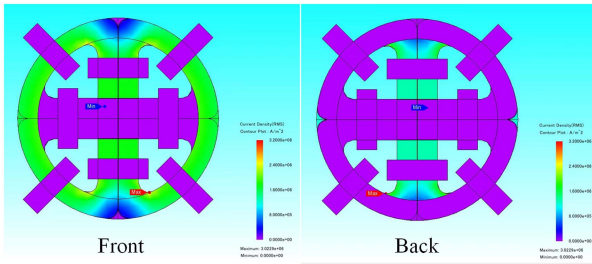 Min
Max
Current Density(RMS)
Contour Plot : A/m^2
3.2000e+06
2.4000e+06
1.6000e+06
8.0000e+05
0.0000e+00
Maximum: 3.0229e+06
Minimum: 0.0000e+00
Front
Min
Max
Current Density(RMS)
Contour Plot : A/m^2
3.2000e+06
2.4000e+06
1.6000e+06
8.0000e+05
0.0000e+00
Maximum: 3.0229e+06
Minimum: 0.0000e+00
Back